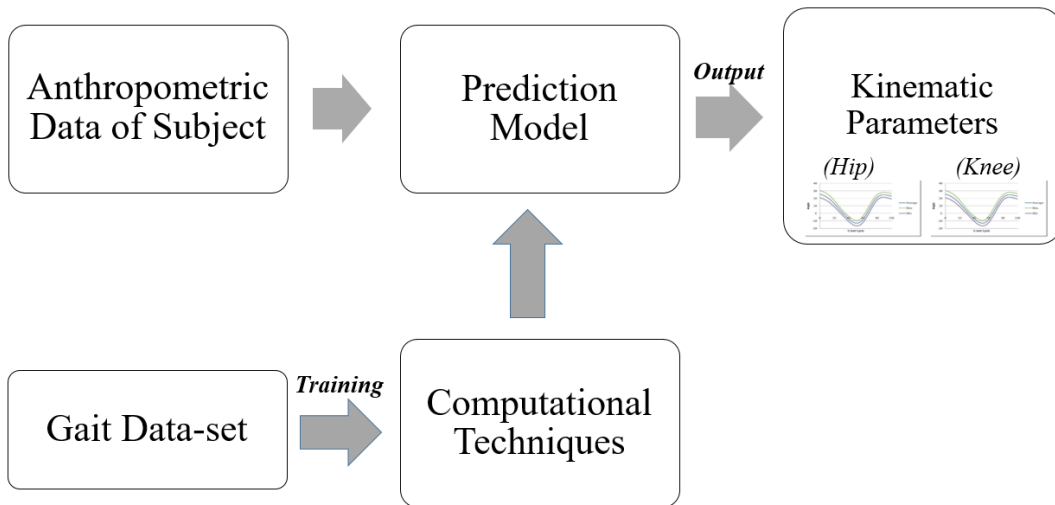 Anthropometric
Data of Subject
Prediction
Model
Output
Kinematic
Parameters
(Hip)
(Knee)
Gait Data-set
Training
Computational
Techniques